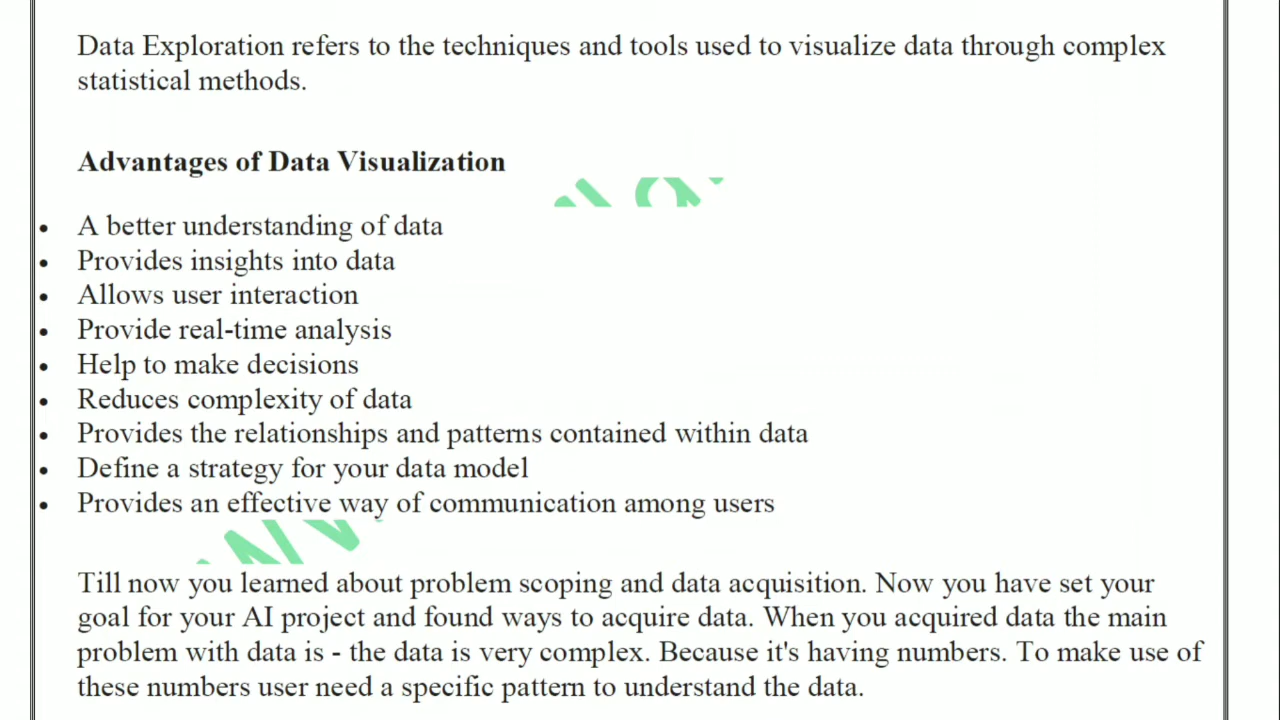 Data Exploration refers to the techniques and tools used to visualize data through complex
statistical methods.
Advantages of Data Visualization
• A better understanding of data
• Provides insights into data
• Allows user interaction
• Provide real-time analysis
• Help to make decisions
• Reduces complexity of data
• Provides the relationships and patterns contained within data
• Define a strategy for your data model
• Provides an effective way of communication among users
Till now you learned about problem scoping and data acquisition. Now you have set your
goal for your AI project and found ways to acquire data. When you acquired data the main
problem with data is - the data is very complex. Because it's having numbers. To make use of
these numbers user need a specific pattern to understand the data.